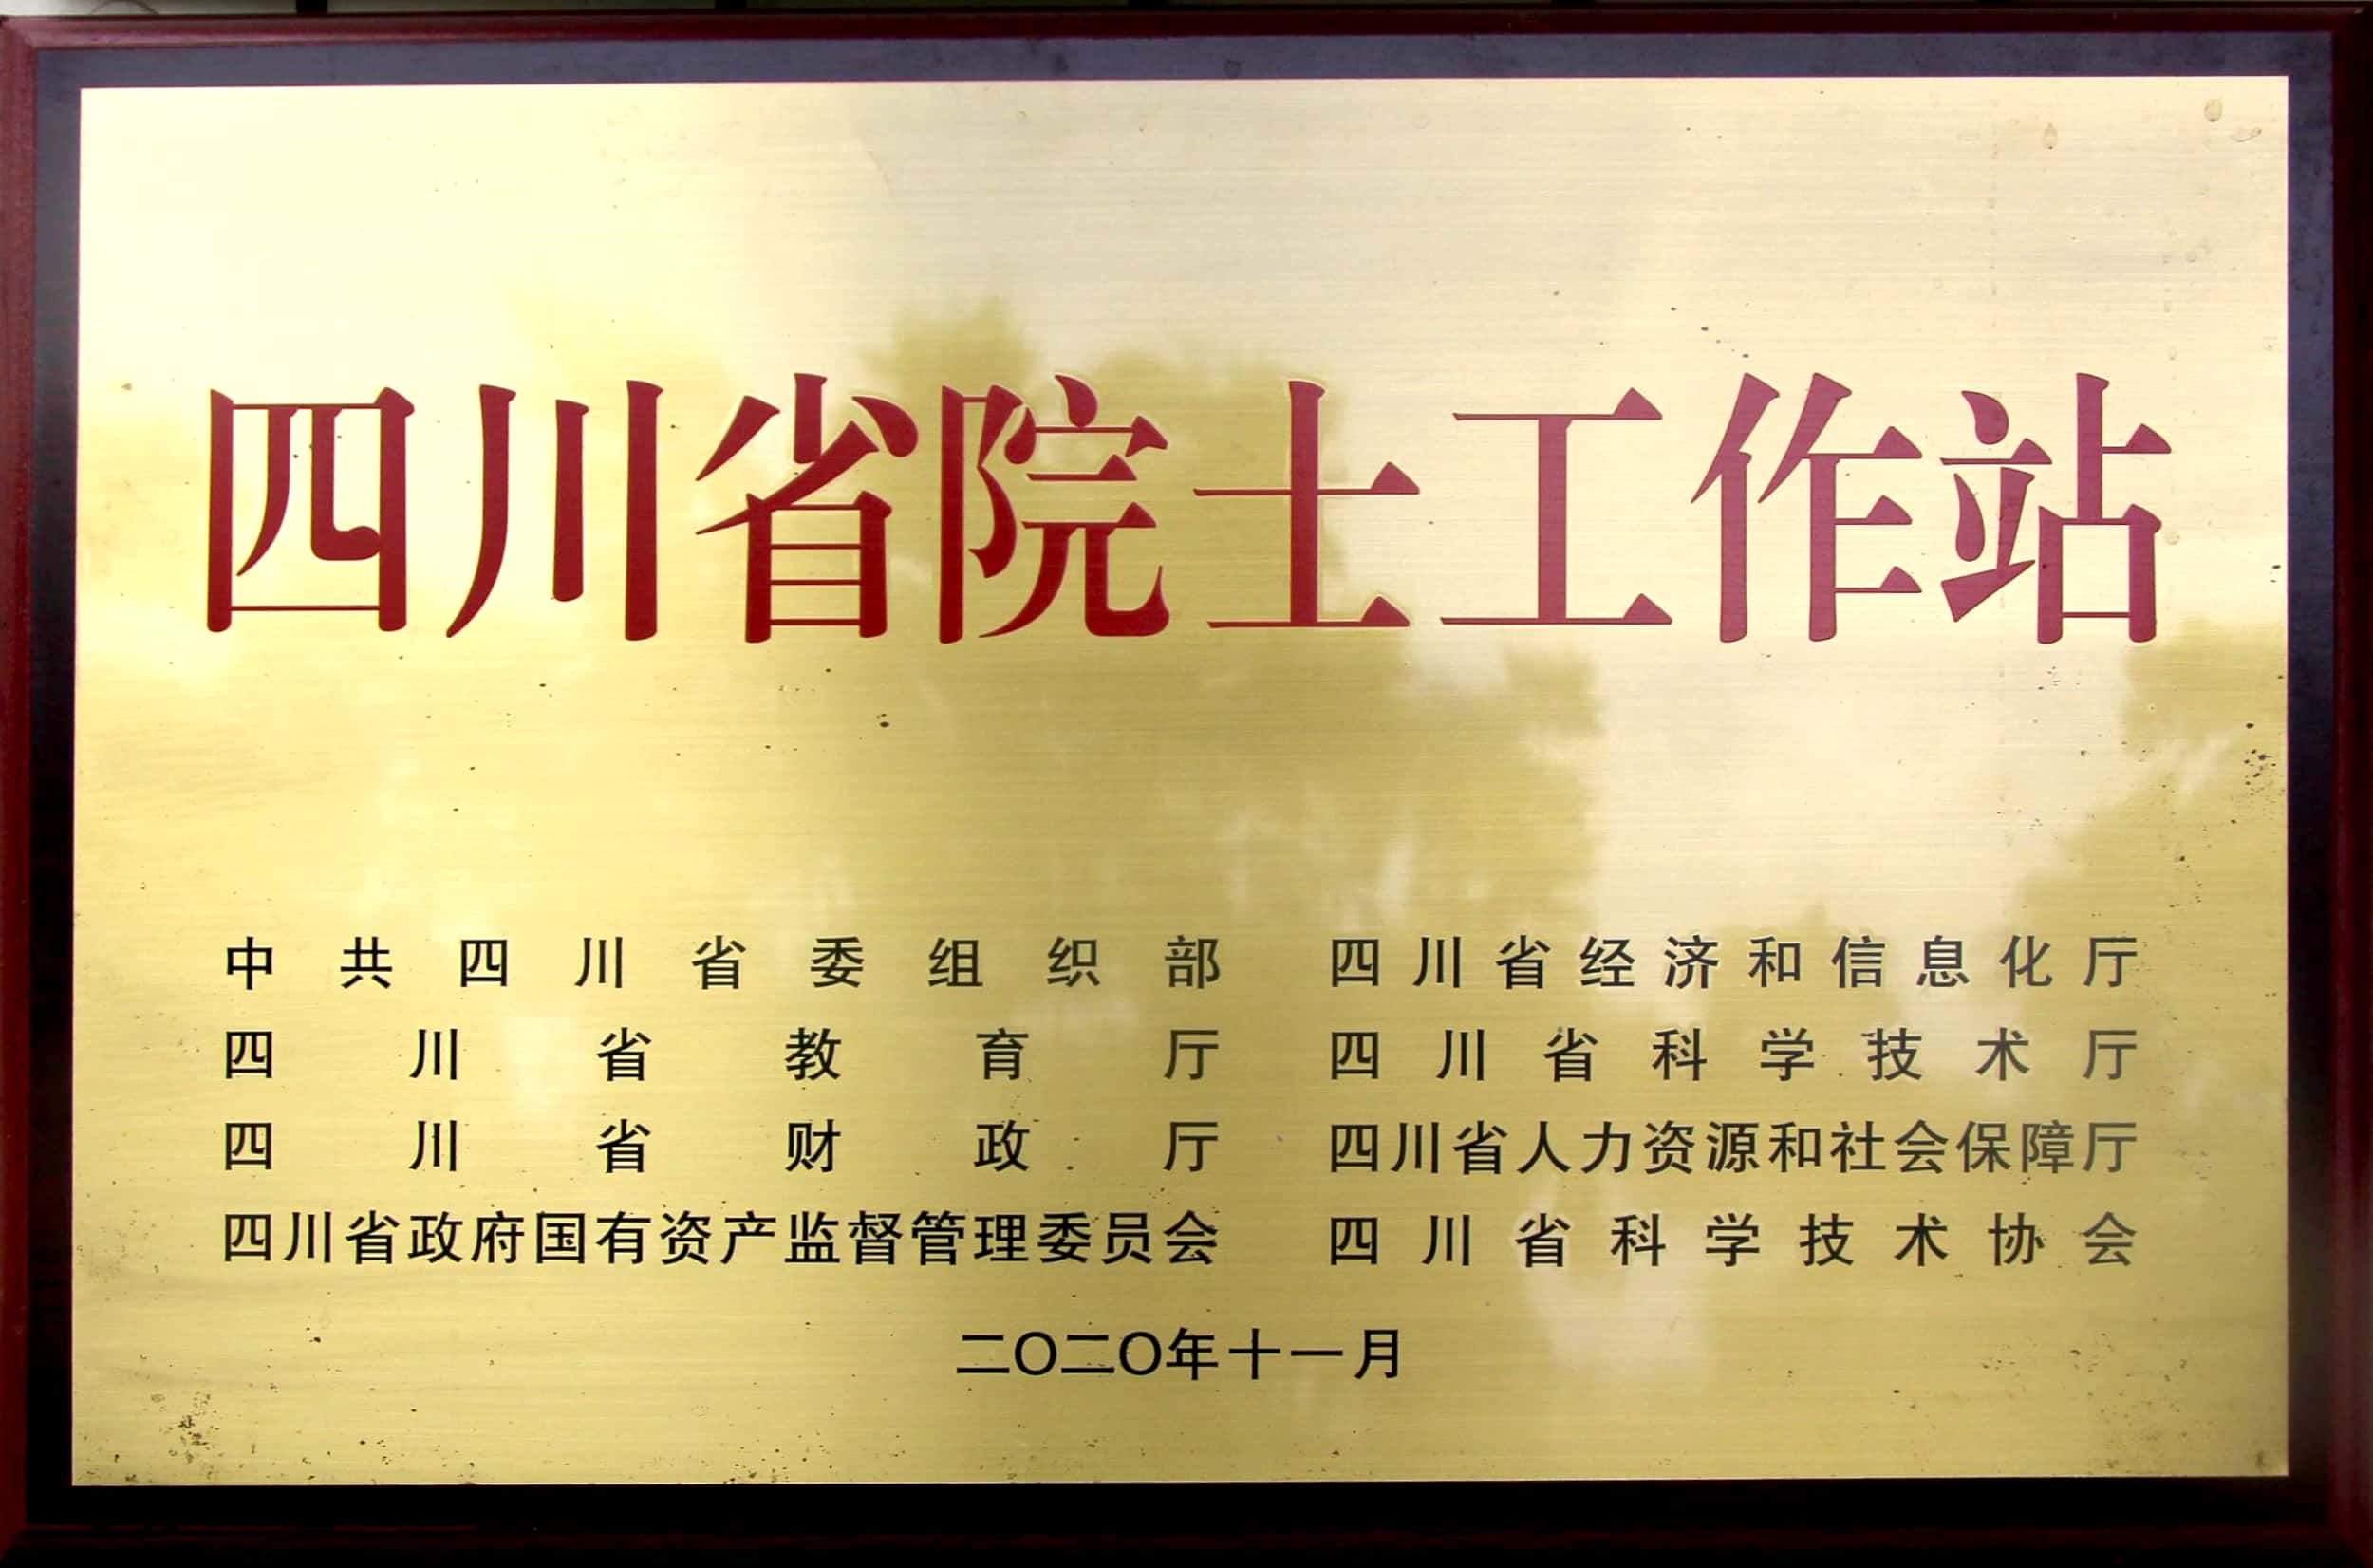 四川省院士工作站
中共四川省委组织部 四川省经济和信息化厅
四川省教育厅 四川省科学技术厅
四川省财政厅 四川省人力资源和社会保障厅
四川省政府国有资产监督管理委员会 四川省科学技术协会
二〇二〇年十一月